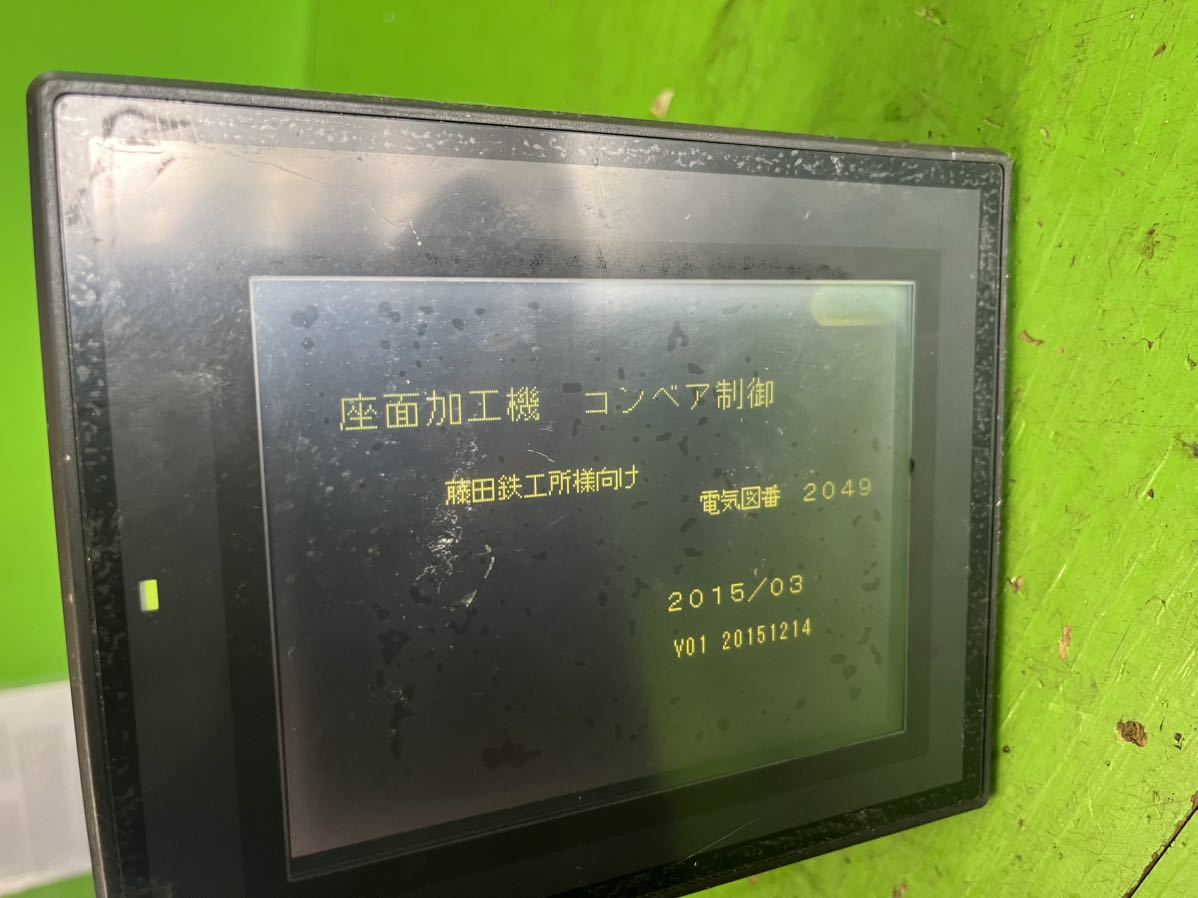 座面加工機　コンベア制御
藤田鉄工所様向け
電気図番 2049
2015/03
V01 20151214